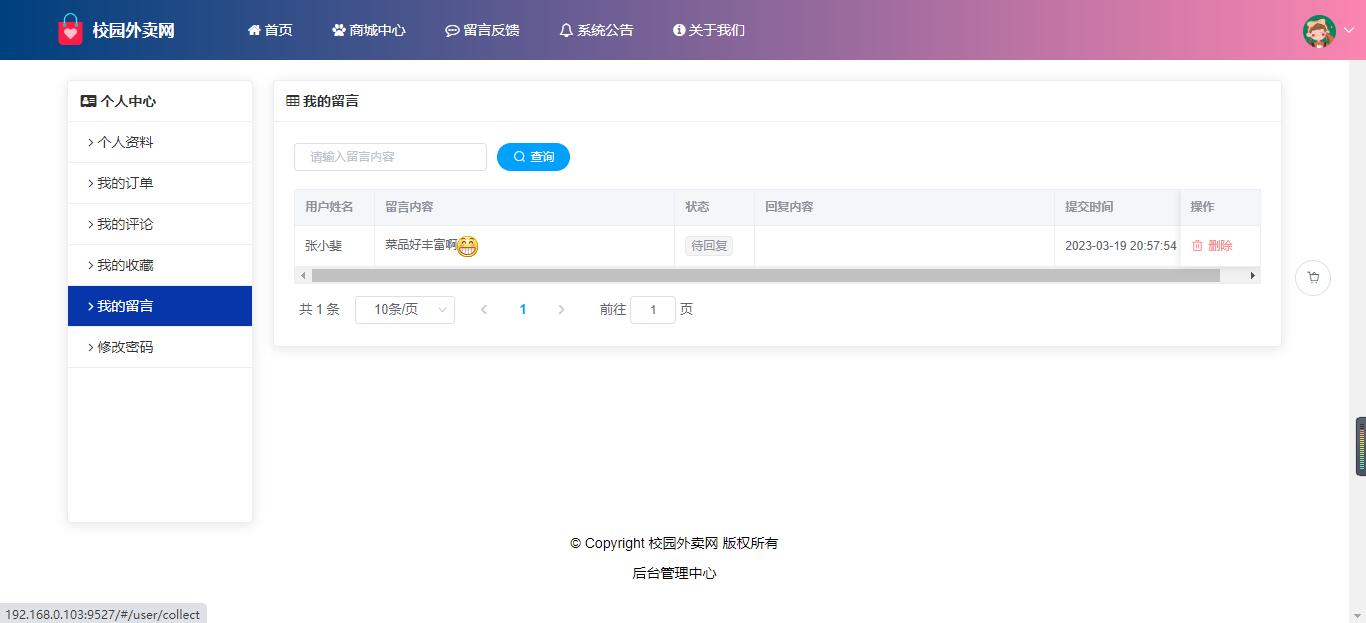 校园外卖网 首页 商城中心 留言反馈 系统公告 关于我们
个人中心
个人资料
我的订单
我的评论
我的收藏
我的留言
修改密码
我的留言
请输入留言内容 查询
用户姓名 留言内容 状态 回复内容 提交时间 操作
张小斐 菜品好丰富啊 待回复 2023-03-19 20:57:54 删除
共 1 条 10条/页 1 前往 1 页
© Copyright 校园外卖网 版权所有
后台管理中心
192.168.0.103:9527/#/user/collect